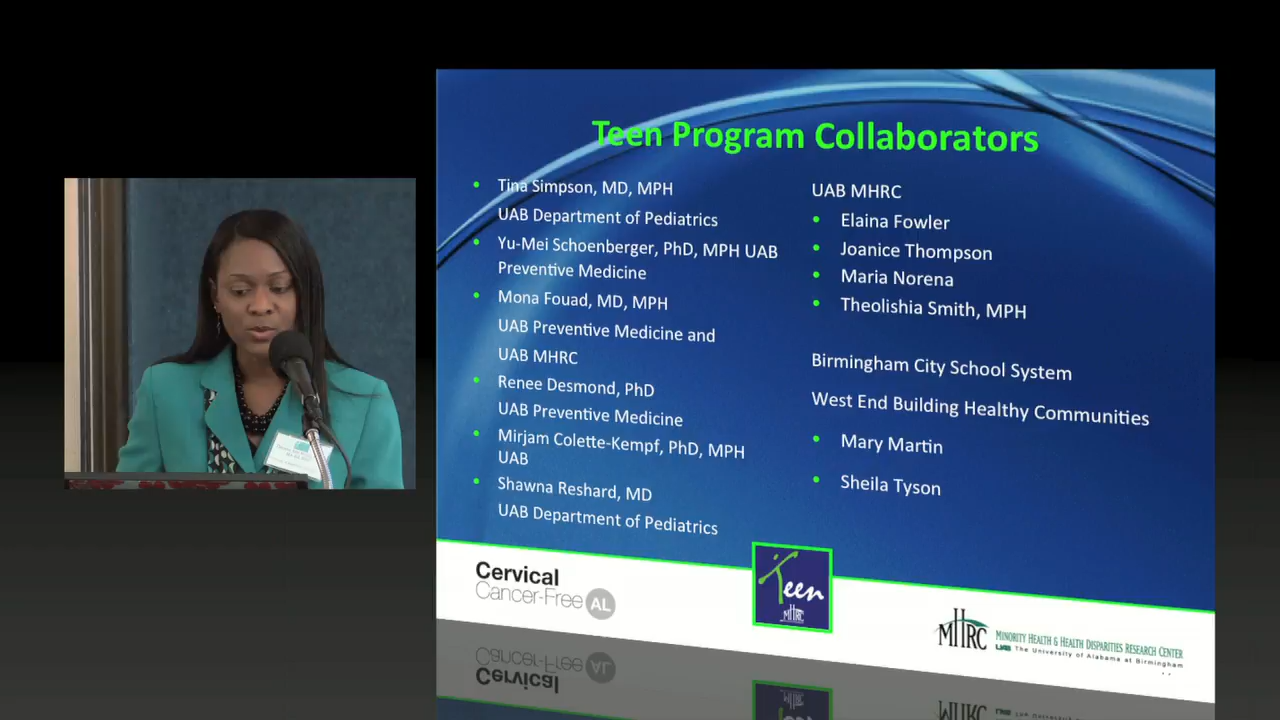 Teen Program Collaborators
Tina Simpson, MD, MPH
UAB Department of Pediatrics
Yu-Mei Schoenberger, PhD, MPH UAB
Preventive Medicine
Mona Fouad, MD, MPH
UAB Preventive Medicine and
UAB MHRC
Renee Desmond, PhD
UAB Preventive Medicine
Mirjam Colette-Kempf, PhD, MPH
UAB
Shawna Reshard, MD
UAB Department of Pediatrics
UAB MHRC
Elaina Fowler
Joanice Thompson
Maria Norena
Theolishia Smith, MPH
Birmingham City School System
West End Building Healthy Communities
Mary Martin
Sheila Tyson
Cervical
Cancer-Free AL
Teen
MHRC
MHRC
MINORITY HEALTH & HEALTH DISPARITIES RESEARCH CENTER
UAB The University of Alabama at Birmingham